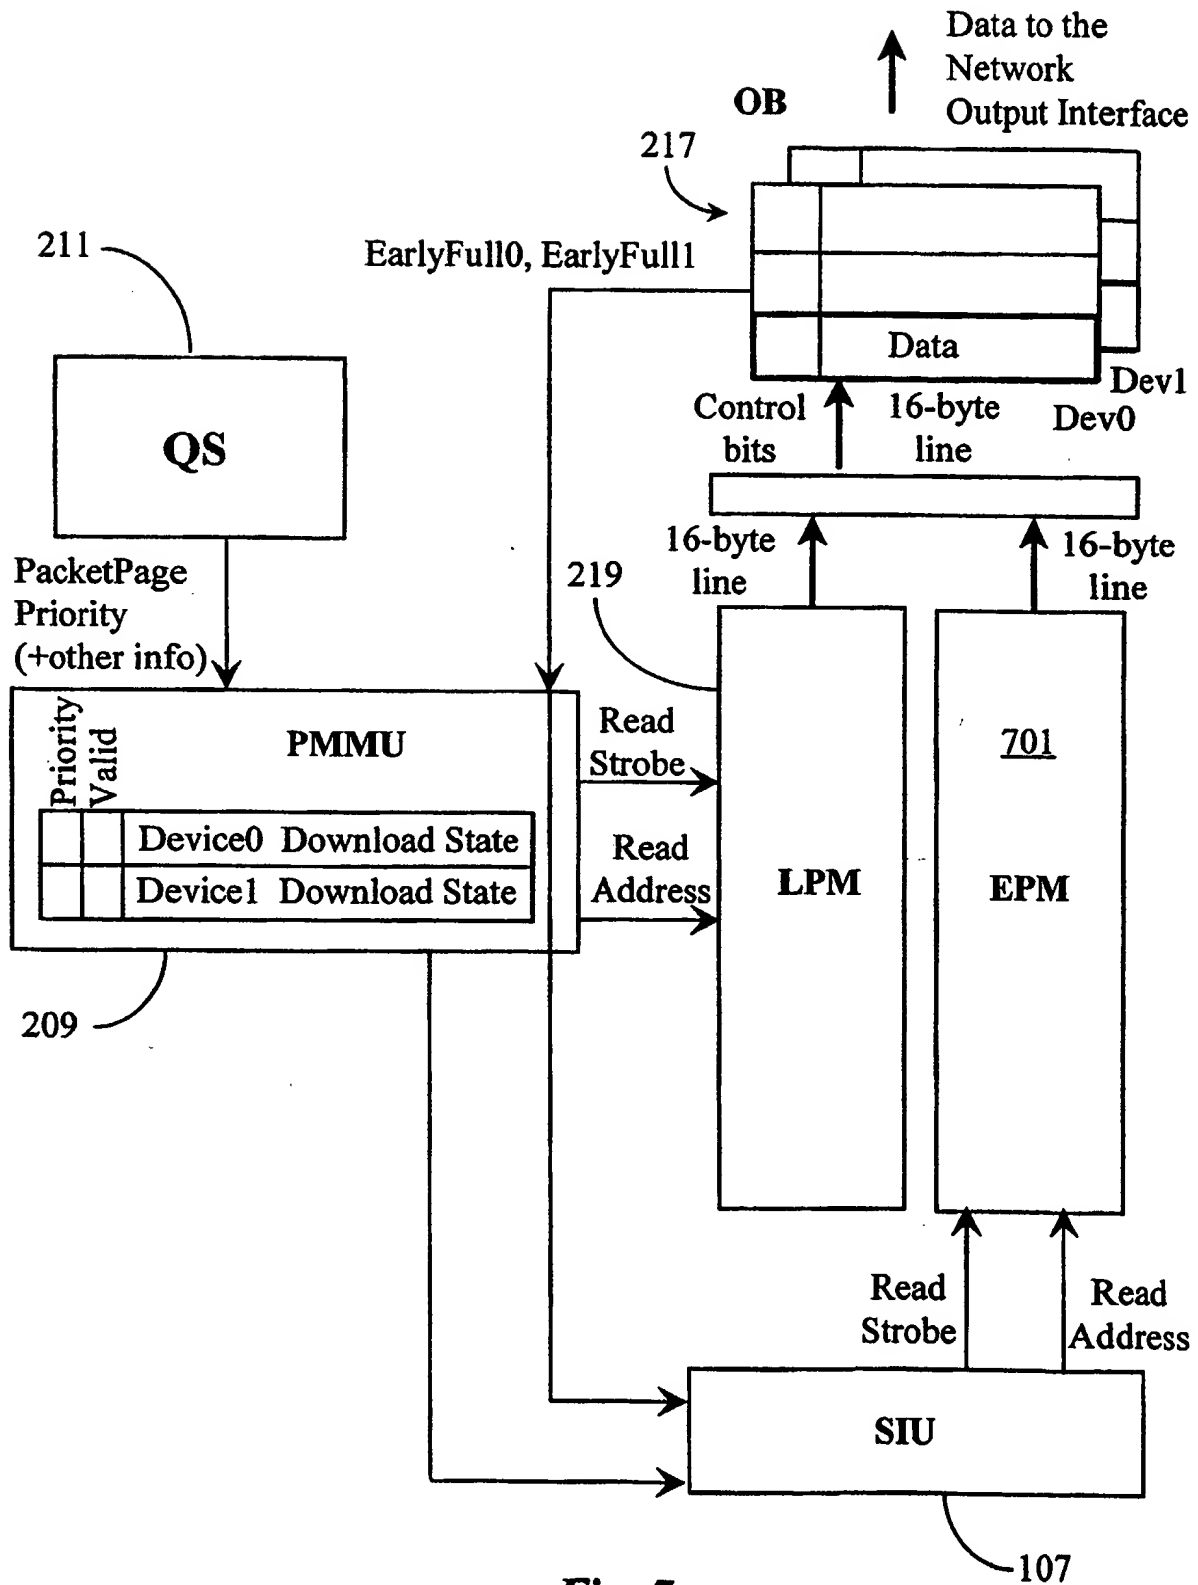 Data to the
Network
Output Interface
OB
217
211
EarlyFull0, EarlyFull1
Data
Dev1
Dev0
Control
bits
16-byte
line
QS
16-byte
line
16-byte
line
219
PacketPage
Priority
(+other info)
Priority
Valid
PMMU
Read
Strobe
701
Device0 Download State
Device1 Download State
Read
Address
LPM
EPM
209
Read
Strobe
Read
Address
SIU
107